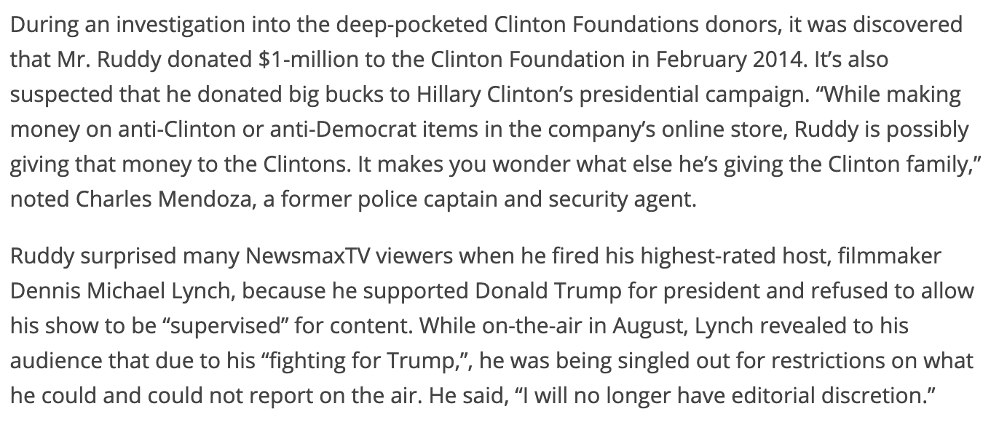 During an investigation into the deep-pocketed Clinton Foundations donors, it was discovered
that Mr. Ruddy donated $1-million to the Clinton Foundation in February 2014. It’s also
suspected that he donated big bucks to Hillary Clinton’s presidential campaign. “While making
money on anti-Clinton or anti-Democrat items in the company’s online store, Ruddy is possibly
giving that money to the Clintons. It makes you wonder what else he’s giving the Clinton family,”
noted Charles Mendoza, a former police captain and security agent.
Ruddy surprised many NewsmaxTV viewers when he fired his highest-rated host, filmmaker
Dennis Michael Lynch, because he supported Donald Trump for president and refused to allow
his show to be “supervised” for content. While on-the-air in August, Lynch revealed to his
audience that due to his “fighting for Trump,”, he was being singled out for restrictions on what
he could and could not report on the air. He said, “I will no longer have editorial discretion.”